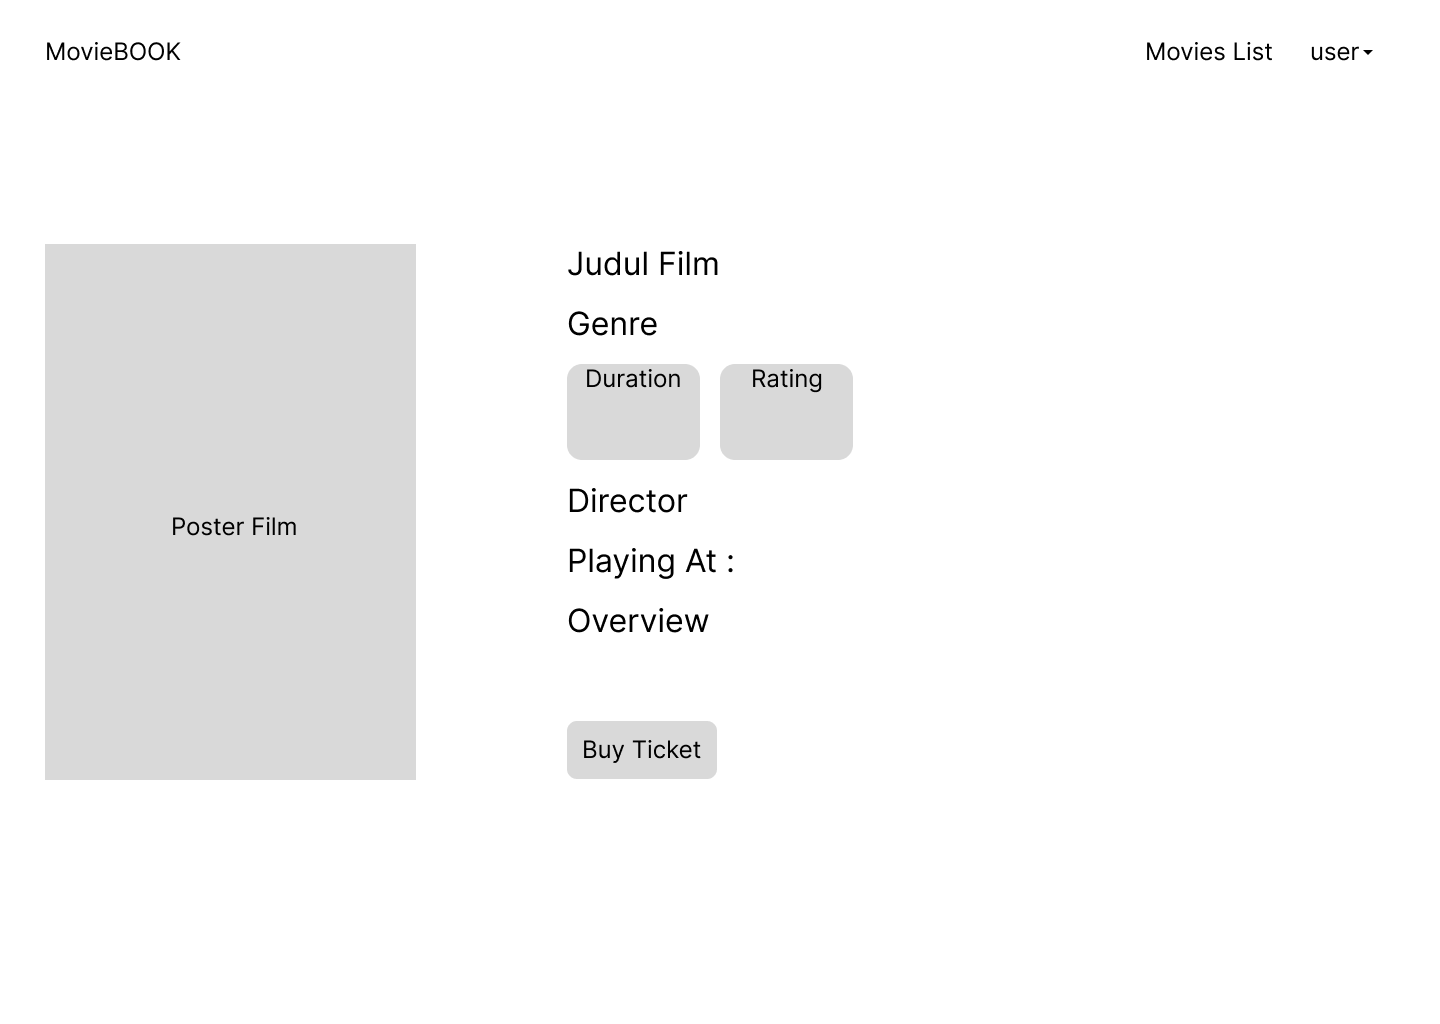 MovieBOOK
Movies List
user
Poster Film
Judul Film
Genre
Duration
Rating
Director
Playing At :
Overview
Buy Ticket